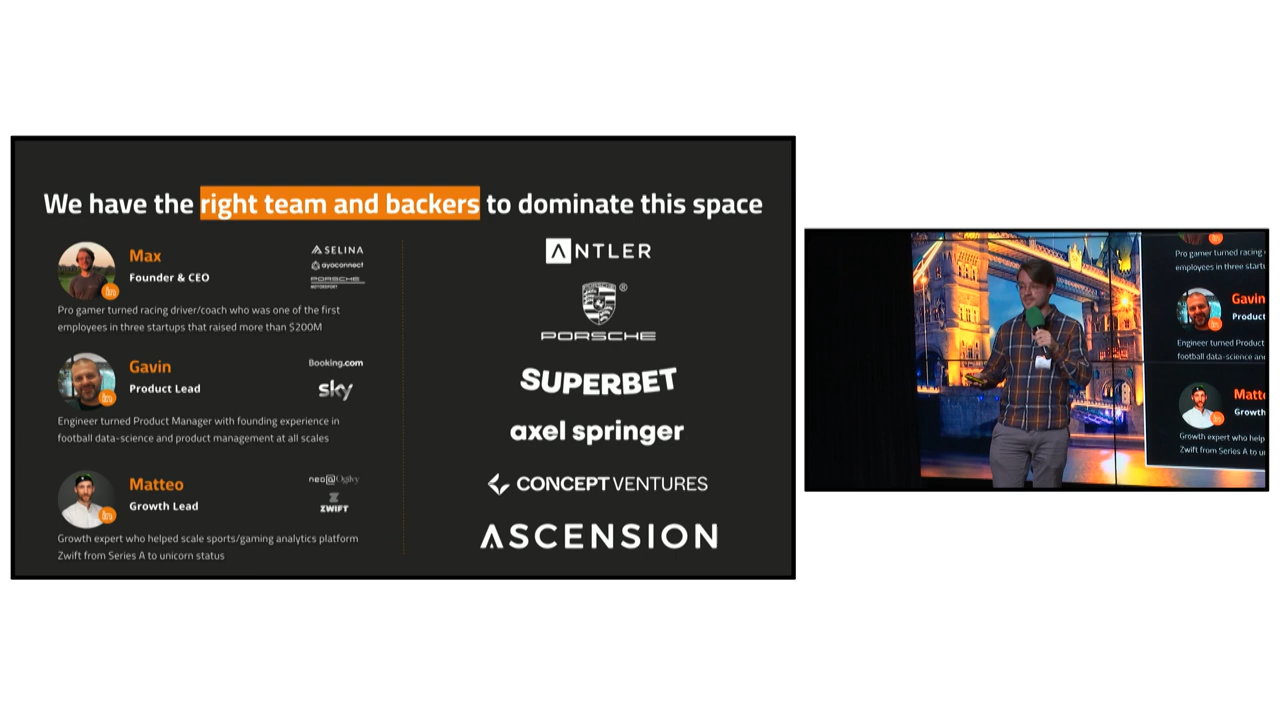 We have the right team and backers to dominate this space
Max
Founder & CEO
SELINA
ayoconnect
PORSCHE
MOTORSPORT
Pro gamer turned racing driver/coach who was one of the first
employees in three startups that raised more than $200M
Gavin
Product Lead
Booking.com
sky
Engineer turned Product Manager with founding experience in
football data-science and product management at all scales
Matteo
Growth Lead
neo@Ogilvy
ZWIFT
Growth expert who helped scale sports/gaming analytics platform
Zwift from Series A to unicorn status
ANTLER
PORSCHE
®
PORSCHE
SUPERBET
axel springer
CONCEPT VENTURES
ASCENSION
Pro gamer turned racing
employees in three start
Gavin
Product
Engineer turned Product
football data-science an
Matt
Growth
Growth expert who help
Zwift from Series A to u